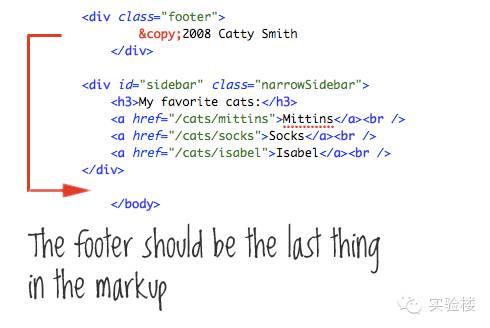 <div class="footer">
&copy;2008 Catty Smith
</div>
<div id="sidebar" class="narrowSidebar">
<h3>My favorite cats:</h3>
<a href="/cats/mittins">Mittins</a><br />
<a href="/cats/socks">Socks</a><br />
<a href="/cats/isabel">Isabel</a><br />
</div>
</body>
The footer should be the last thing
in the markup
实验楼